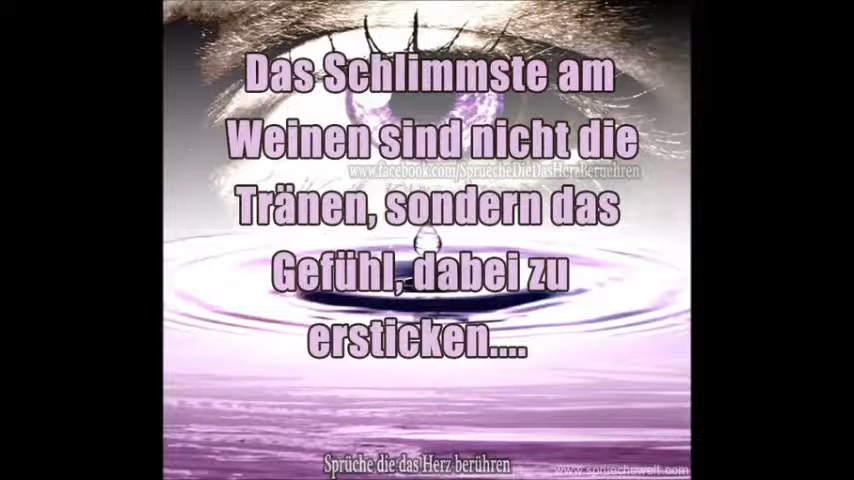 Das Schlimmste am
Weinen sind nicht die
www.facebook.com/SpruecheDieDasHerzBeruehren
Tränen, sondern das
Gefühl, dabei zu
ersticken....
Sprüche die das Herz berühren
www.spruechewelt.com